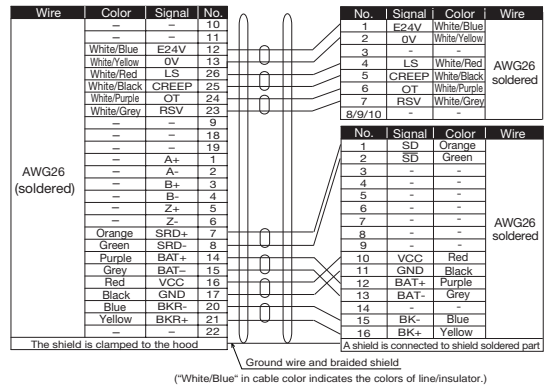 Wire Color Signal No.
– – 10
– – 11
White/Blue E24V 12
White/Yellow 0V 13
White/Red LS 26
White/Black CREEP 25
White/Purple OT 24
White/Grey RSV 23
– – 9
– – 18
– – 19
– A+ 1
– A- 2
– B+ 3
– B- 4
– Z+ 5
– Z- 6
Orange SRD+ 7
Green SRD- 8
Purple BAT+ 14
Grey BAT– 15
Red VCC 16
Black GND 17
Blue BKR- 20
Yellow BKR+ 21
– – 22
AWG26
(soldered)
The shield is clamped to the hood
No. Signal Color Wire
1 E24V White/Blue
2 0V White/Yellow
3 - -
4 LS White/Red
5 CREEP White/Black
6 OT White/Purple
7 RSV White/Grey
8/9/10 - -
AWG26
soldered
No. Signal Color Wire
1 SD Orange
2 S̅D̅ Green
3 - -
4 - -
5 - -
6 - -
7 - -
8 - -
9 - -
10 VCC Red
11 GND Black
12 BAT+ Purple
13 BAT- Grey
14 - -
15 BK- Blue
16 BK+ Yellow
AWG26
soldered
A shield is connected to shield soldered part
Ground wire and braided shield
("White/Blue" in cable color indicates the colors of line/insulator.)